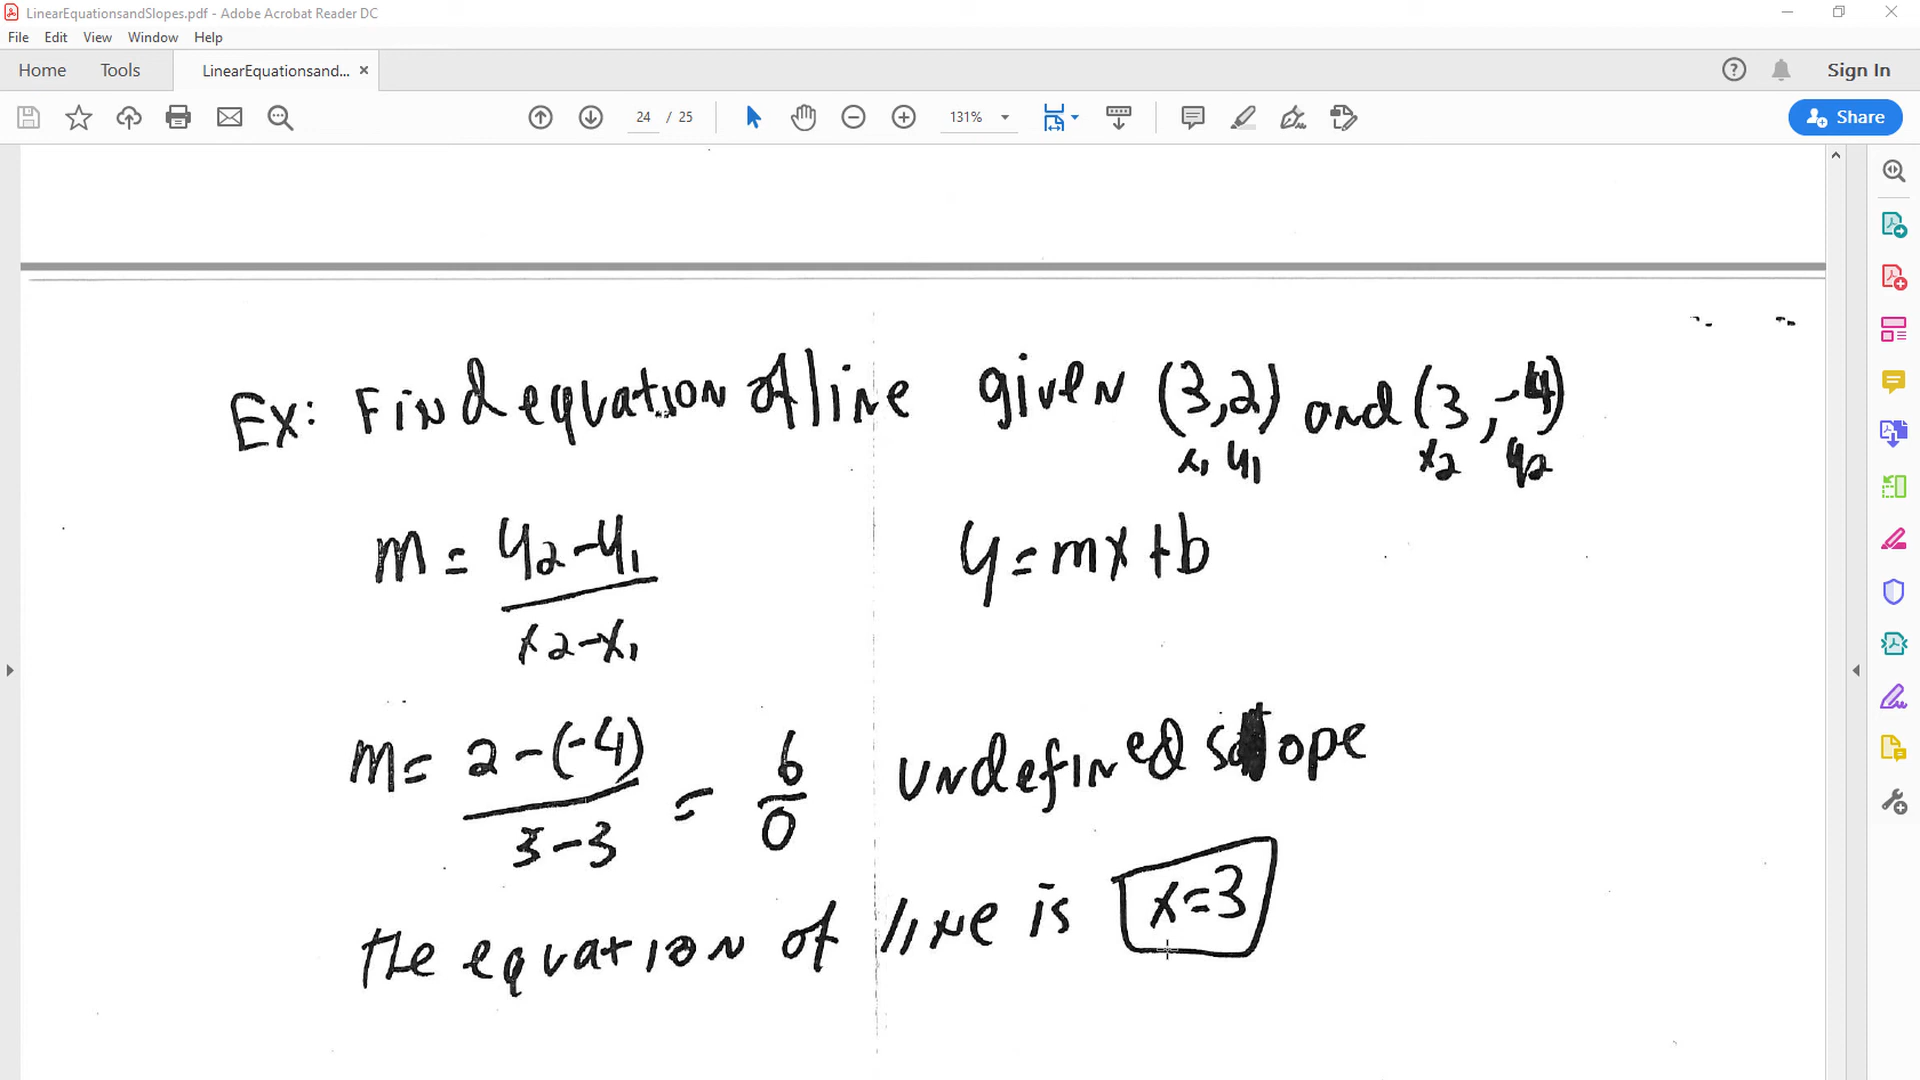 LinearEquationsandSlopes.pdf - Adobe Acrobat Reader DC
File Edit View Window Help
Home Tools LinearEquationsand... × Sign In
24 / 25 131% Share
Ex: Find equation of line given (3,2) and (3,-4)
x₁ y₁ x₂ y₂
m = y₂-y₁ / x₂-x₁ y=mx+b
m = 2-(-4) / 3-3 = 6/0 undefined slope
the equation of line is x=3